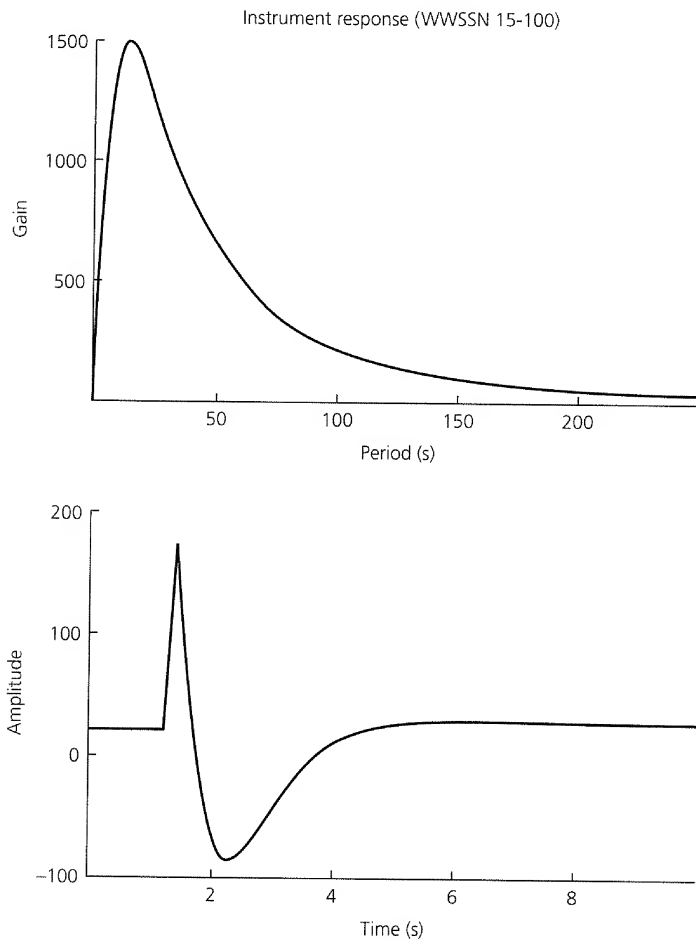 Instrument response (WWSSN 15-100)
1500
1000
500
Gain
50 100 150 200
Period (s)
200
100
0
−100
Amplitude
2 4 6 8
Time (s)